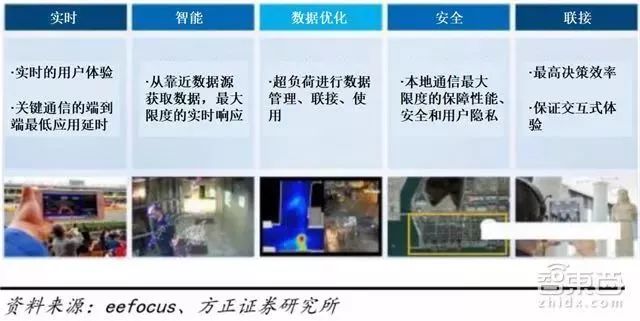 实时
·实时的用户体验
·关键通信的端到
端最低应用延时
智能
·从靠近数据源
获取数据，最大
限度的实时响应
数据优化
·超负荷进行数据
管理、联接、使
用
安全
·本地通信最大
限度的保障性能、
安全和用户隐私
联接
·最高决策效率
·保证交互式体
验
资料来源：eefocus、方正证券研究所
智東西
zhidx.com